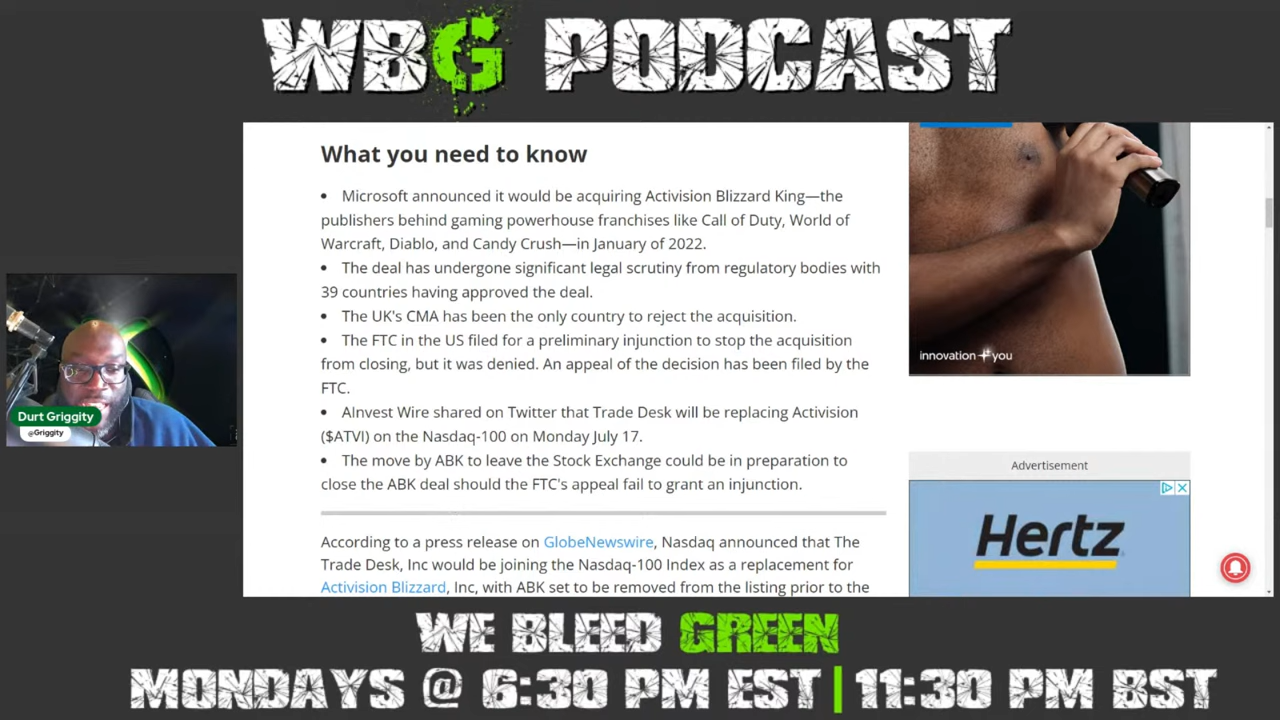 WBG PODCAST
What you need to know
• Microsoft announced it would be acquiring Activision Blizzard King—the
publishers behind gaming powerhouse franchises like Call of Duty, World of
Warcraft, Diablo, and Candy Crush—in January of 2022.
• The deal has undergone significant legal scrutiny from regulatory bodies with
39 countries having approved the deal.
• The UK's CMA has been the only country to reject the acquisition.
• The FTC in the US filed for a preliminary injunction to stop the acquisition
from closing, but it was denied. An appeal of the decision has been filed by the
FTC.
• AInvest Wire shared on Twitter that Trade Desk will be replacing Activision
($ATVI) on the Nasdaq-100 on Monday July 17.
• The move by ABK to leave the Stock Exchange could be in preparation to
close the ABK deal should the FTC's appeal fail to grant an injunction.
According to a press release on GlobeNewswire, Nasdaq announced that The
Trade Desk, Inc would be joining the Nasdaq-100 Index as a replacement for
Activision Blizzard, Inc, with ABK set to be removed from the listing prior to the
innovation+you
Advertisement
Hertz
Durt Griggity
@Griggity
WE BLEED GREEN
MONDAYS @ 6:30 PM EST | 11:30 PM BST